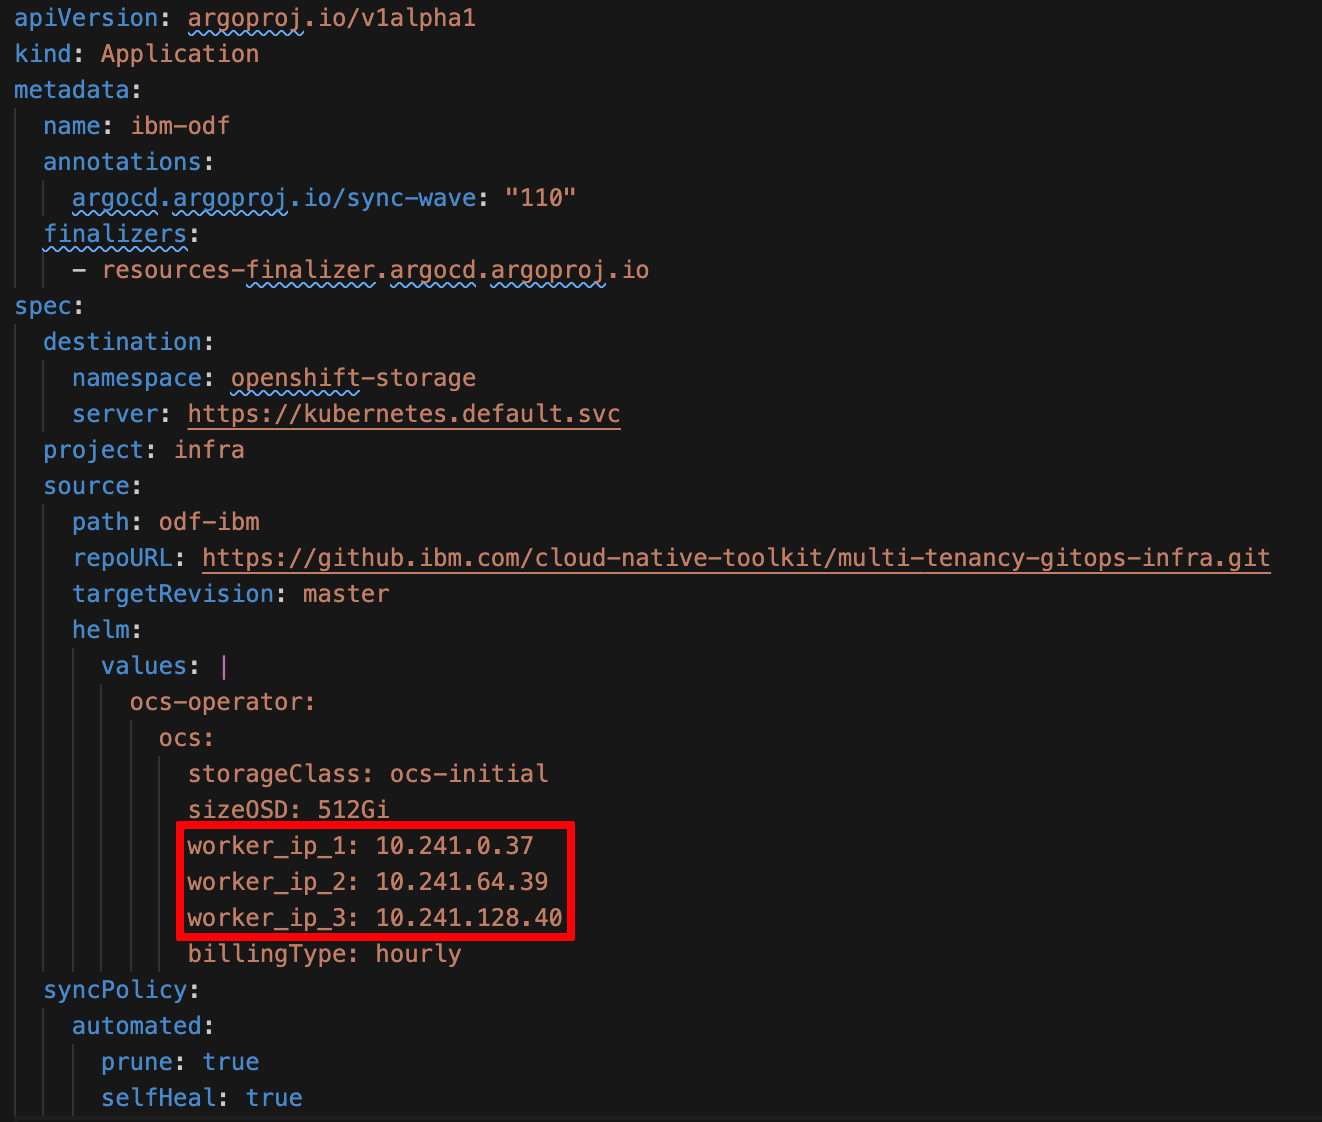 apiVersion: argoproj.io/v1alpha1
kind: Application
metadata:
  name: ibm-odf
  annotations:
    argocd.argoproj.io/sync-wave: "110"
  finalizers:
    - resources-finalizer.argocd.argoproj.io
spec:
  destination:
    namespace: openshift-storage
    server: https://kubernetes.default.svc
  project: infra
  source:
    path: odf-ibm
    repoURL: https://github.ibm.com/cloud-native-toolkit/multi-tenancy-gitops-infra.git
    targetRevision: master
    helm:
      values: |
        ocs-operator:
          ocs:
            storageClass: ocs-initial
            sizeOSD: 512Gi
            worker_ip_1: 10.241.0.37
            worker_ip_2: 10.241.64.39
            worker_ip_3: 10.241.128.40
            billingType: hourly
  syncPolicy:
    automated:
      prune: true
      selfHeal: true